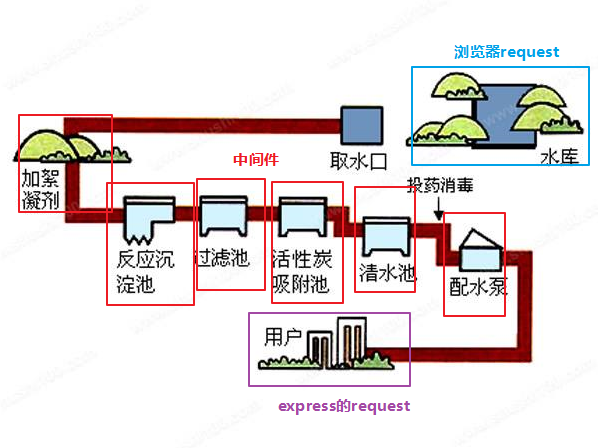 浏览器request
水库
取水口
中间件
加絮
凝剂
投药消毒
反应沉
淀池
过滤池
活性炭
吸附池
清水池
配水泵
用户
express的request